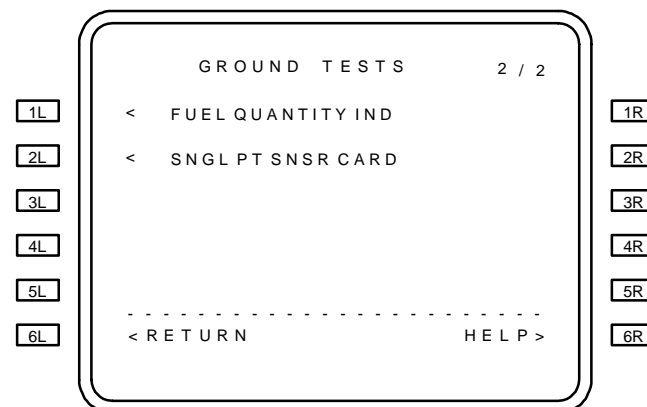 GROUND TESTS 2 / 2
1L < FUEL QUANTITY IND 1R
2L < SNGL PT SNSR CARD 2R
3L 3R
4L 4R
5L 5R
- - - - - - - - - - - - - - - - - - - - - - - -
6L <RETURN HELP> 6R